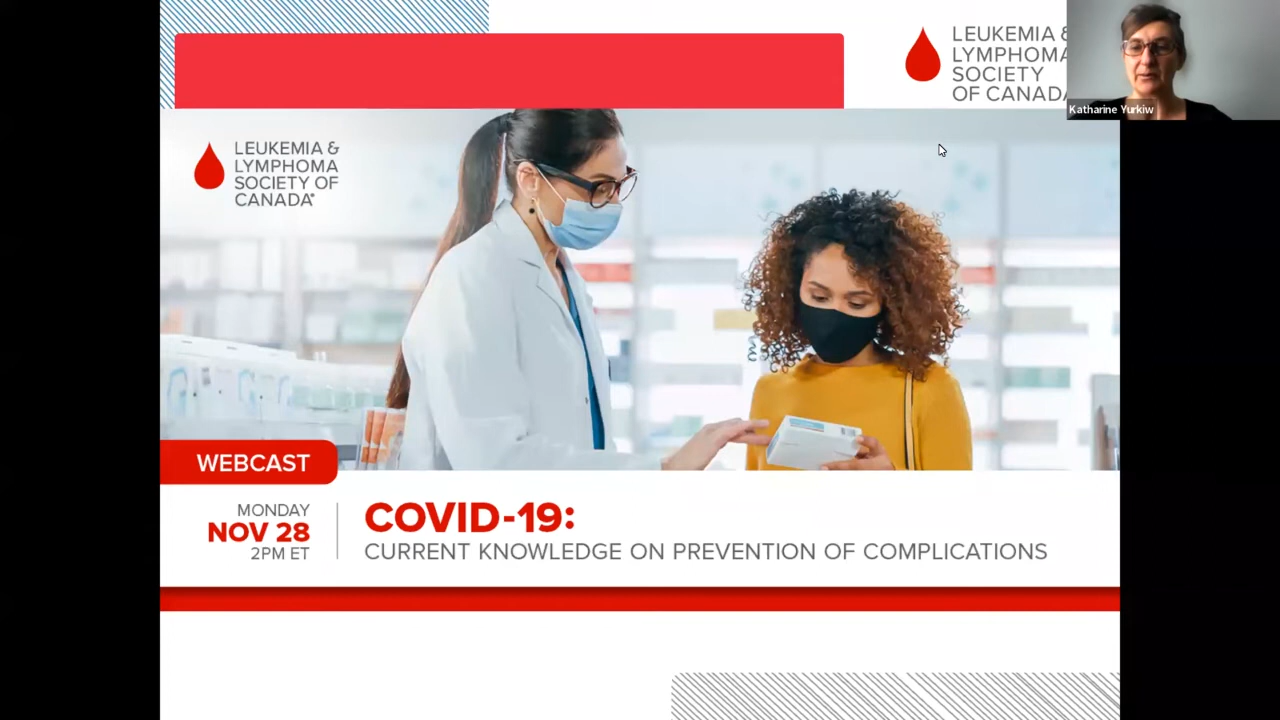 LEUKEMIA &
LYMPHOMA
SOCIETY
OF CANADA
Katharine Yurkiw
LEUKEMIA &
LYMPHOMA
SOCIETY OF
CANADA®
WEBCAST
MONDAY
NOV 28
2PM ET
COVID-19:
CURRENT KNOWLEDGE ON PREVENTION OF COMPLICATIONS